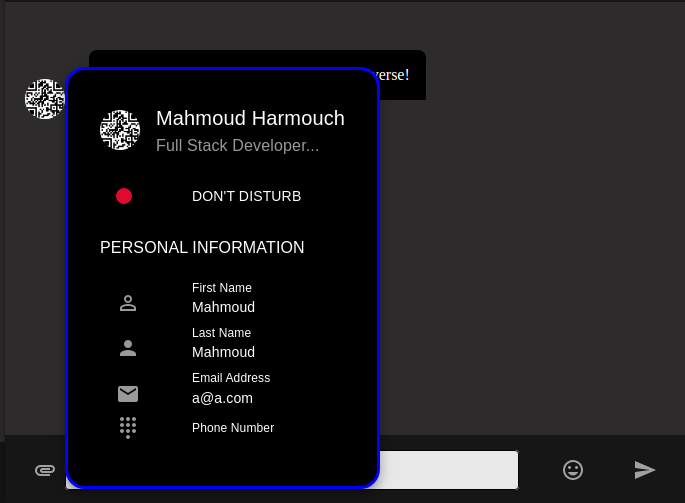 verse!
Mahmoud Harmouch
Full Stack Developer...
DON'T DISTURB
PERSONAL INFORMATION
First Name
Mahmoud
Last Name
Mahmoud
Email Address
a@a.com
Phone Number